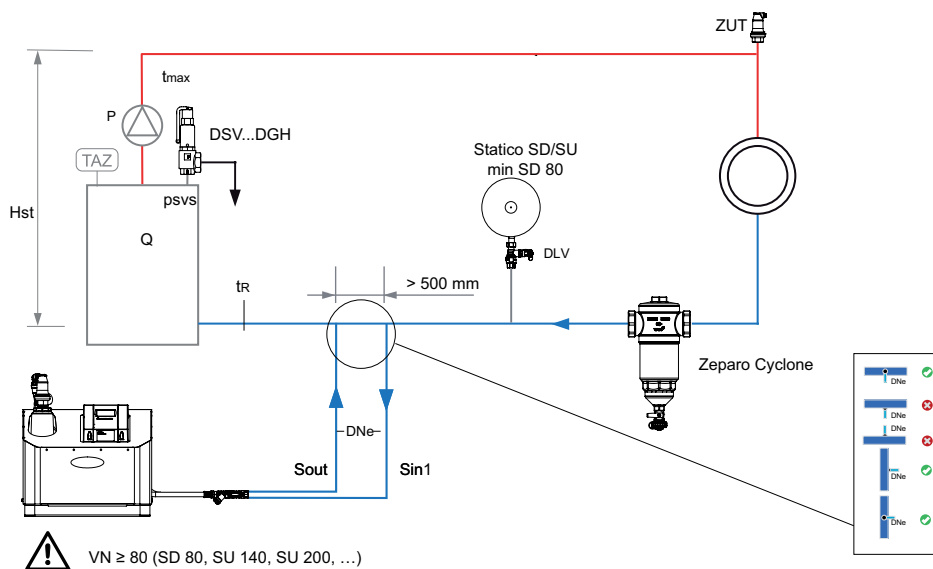 ZUT
tmax
P
DSV...DGH
TAZ
Statico SD/SU
min SD 80
Hst
psvs
Q
DLV
> 500 mm
tR
Zeparo Cyclone
DNe
DNe
DNe
DNe
DNe
DNe
Sout
Sin1
VN ≥ 80 (SD 80, SU 140, SU 200, …)